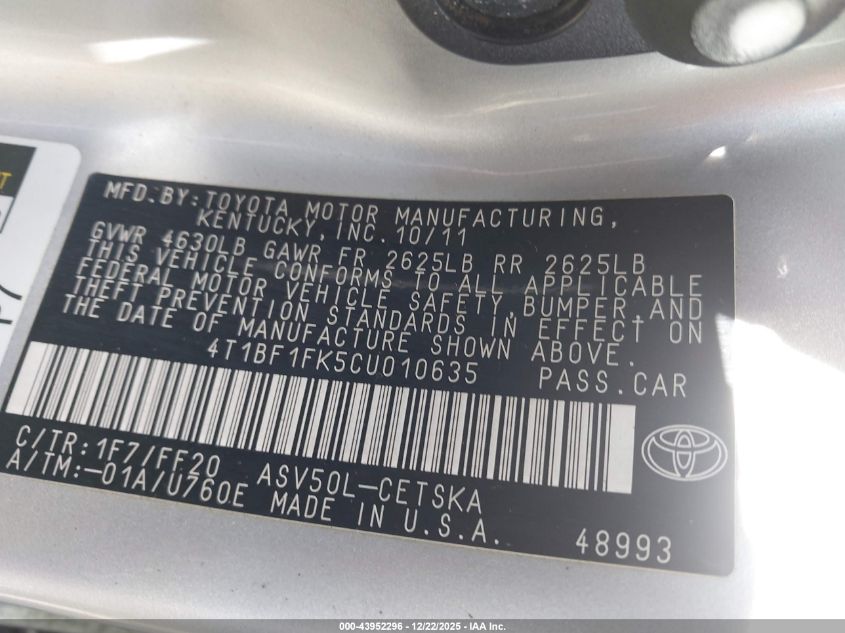 MFD.BY:TOYOTA MOTOR MANUFACTURING,
KENTUCKY,INC.10/11
GVWR 4630LB GAWR FR 2625LB RR 2625LB
THIS VEHICLE CONFORMS TO ALL APPLICABLE
FEDERAL MOTOR VEHICLE SAFETY,BUMPER,AND
THEFT PREVENTION STANDARDS IN EFFECT ON
THE DATE OF MANUFACTURE SHOWN ABOVE.
4T1BF1FK5CU010635 PASS.CAR
C/TR:1F7/FF20 ASV50L-CETSKA
A/TM:-01A/U760E MADE IN U.S.A.
48993
000-43952296 • 12/22/2025 - IAA Inc.